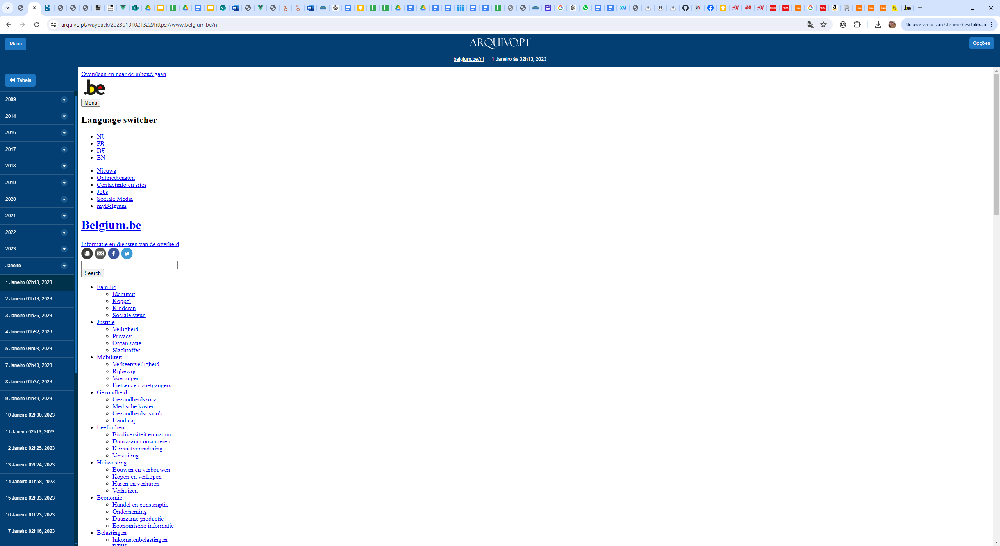 arquivo.pt/wayback/20230101021322/https://www.belgium.be/nl
Nieuwe versie van Chrome beschikbaar
Menu
ARQUIVO.PT
Opções
belgium.be/nl 1 Janeiro às 02h13, 2023
Tabela
2009
2014
2016
2017
2018
2019
2020
2021
2022
2023
Janeiro
1 Janeiro 02h13, 2023
2 Janeiro 01h13, 2023
3 Janeiro 01h36, 2023
4 Janeiro 01h52, 2023
5 Janeiro 04h08, 2023
7 Janeiro 02h40, 2023
8 Janeiro 01h37, 2023
9 Janeiro 01h49, 2023
10 Janeiro 02h00, 2023
11 Janeiro 02h13, 2023
12 Janeiro 02h25, 2023
13 Janeiro 02h24, 2023
14 Janeiro 01h58, 2023
15 Janeiro 02h33, 2023
16 Janeiro 01h23, 2023
17 Janeiro 02h16, 2023
Overslaan en naar de inhoud gaan
.be
Menu
Language switcher
NL
FR
DE
EN
Nieuws
Onlinediensten
Contactinfo en sites
Jobs
Sociale Media
myBelgium
Belgium.be
Informatie en diensten van de overheid
Search
Familie
Identiteit
Koppel
Kinderen
Sociale steun
Justitie
Veiligheid
Privacy
Organisatie
Slachtoffer
Mobiliteit
Verkeersveiligheid
Rijbewijs
Voertuigen
Fietsers en voetgangers
Gezondheid
Gezondheidszorg
Medische kosten
Gezondheidsrisico's
Handicap
Leefmilieu
Biodiversiteit en natuur
Duurzaam consumeren
Klimaatverandering
Vervuiling
Huisvesting
Bouwen en verbouwen
Kopen en verkopen
Huren en verhuren
Verhuizen
Economie
Handel en consumptie
Onderneming
Duurzame productie
Economische informatie
Belastingen
Inkomstenbelastingen